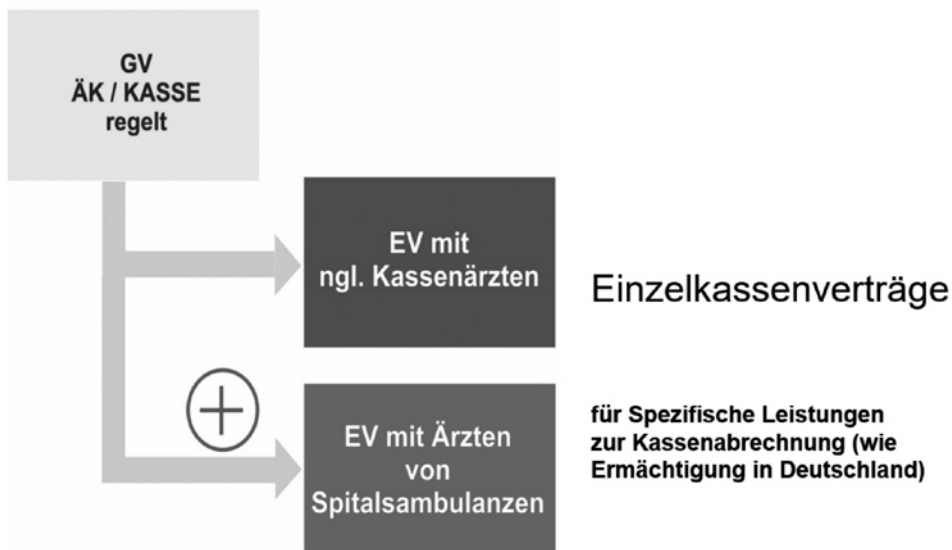 GV
ÄK / KASSE
regelt
EV mit
ngl. Kassenärzten
Einzelkassenverträge
EV mit Ärzten
von
Spitalsambulanzen
für Spezifische Leistungen
zur Kassenabrechnung (wie
Ermächtigung in Deutschland)